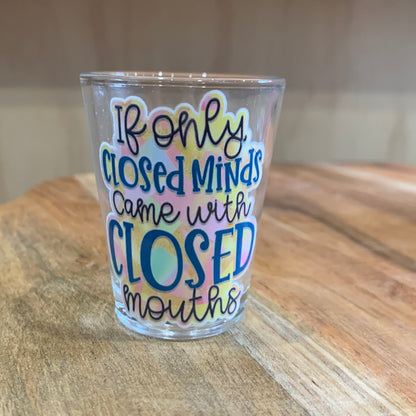 If only
CLOSED MINDS
Came with
CLOSED
mouths